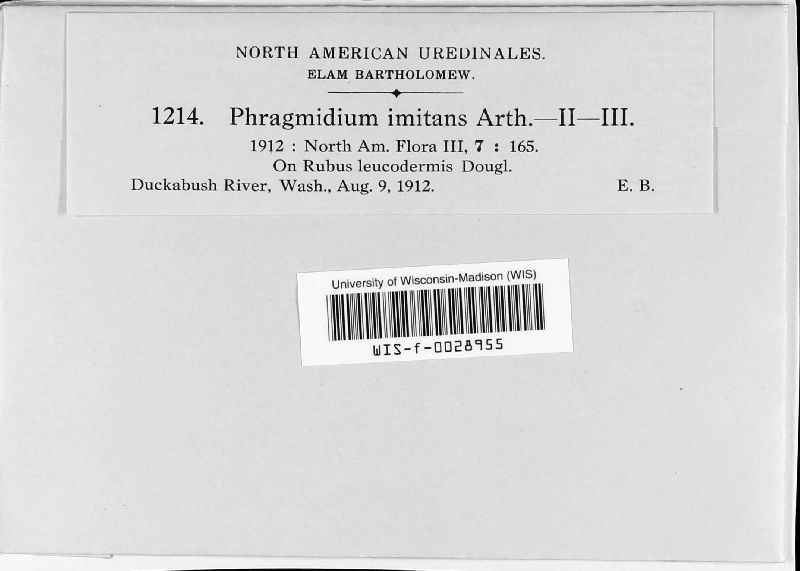 NORTH AMERICAN UREDINALES.
ELAM BARTHOLOMEW.
1214. Phragmidium imitans Arth.—II—III.
1912 : North Am. Flora III, 7 : 165.
On Rubus leucodermis Dougl.
Duckabush River, Wash., Aug. 9, 1912. E. B.
University of Wisconsin-Madison (WIS)
WIS-f-0028955